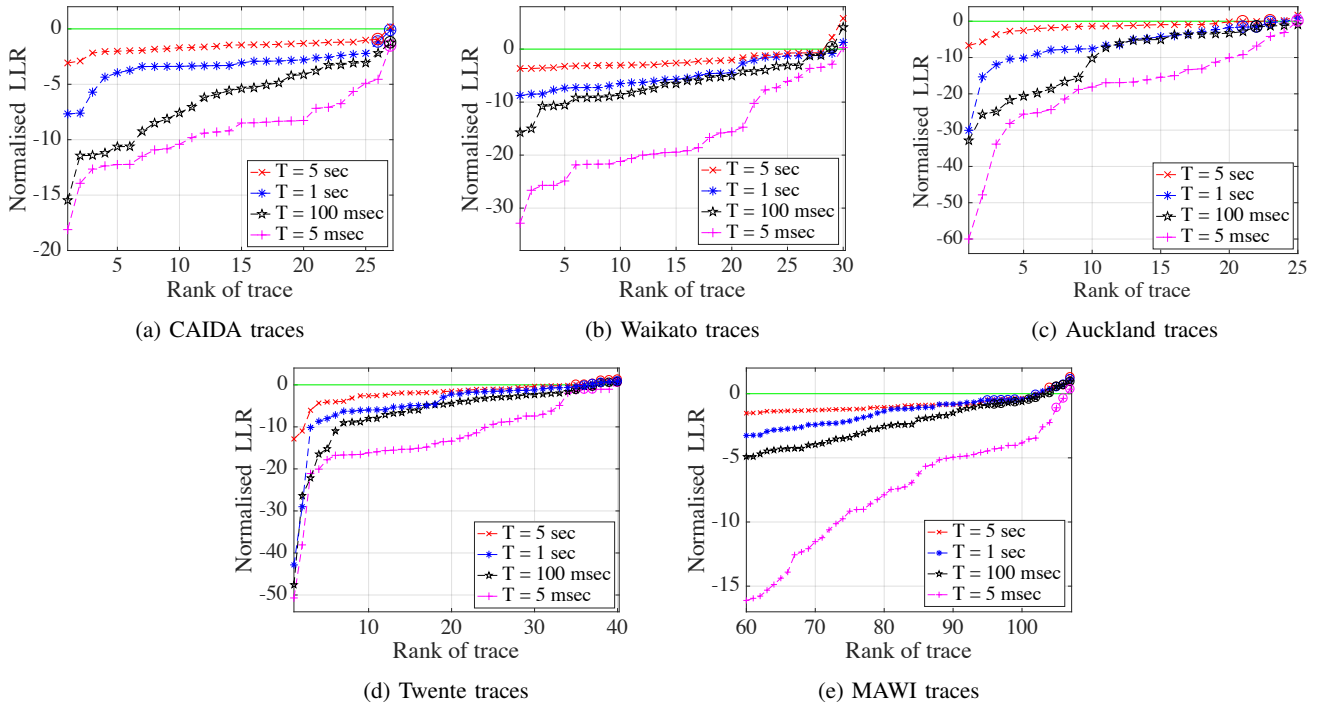 0
-5
-10
-15
-20
Normalised LLR
5 10 15 20 25
Rank of trace
T = 5 sec
T = 1 sec
T = 100 msec
T = 5 msec
(a) CAIDA traces
0
-10
-20
-30
Normalised LLR
5 10 15 20 25 30
Rank of trace
T = 5 sec
T = 1 sec
T = 100 msec
T = 5 msec
(b) Waikato traces
0
-10
-20
-30
-40
-50
-60
Normalised LLR
5 10 15 20 25
Rank of trace
T = 5 sec
T = 1 sec
T = 100 msec
T = 5 msec
(c) Auckland traces
0
-10
-20
-30
-40
-50
Normalised LLR
10 20 30 40
Rank of trace
T = 5 sec
T = 1 sec
T = 100 msec
T = 5 msec
(d) Twente traces
0
-5
-10
-15
Normalised LLR
60 70 80 90 100
Rank of trace
T = 5 sec
T = 1 sec
T = 100 msec
T = 5 msec
(e) MAWI traces